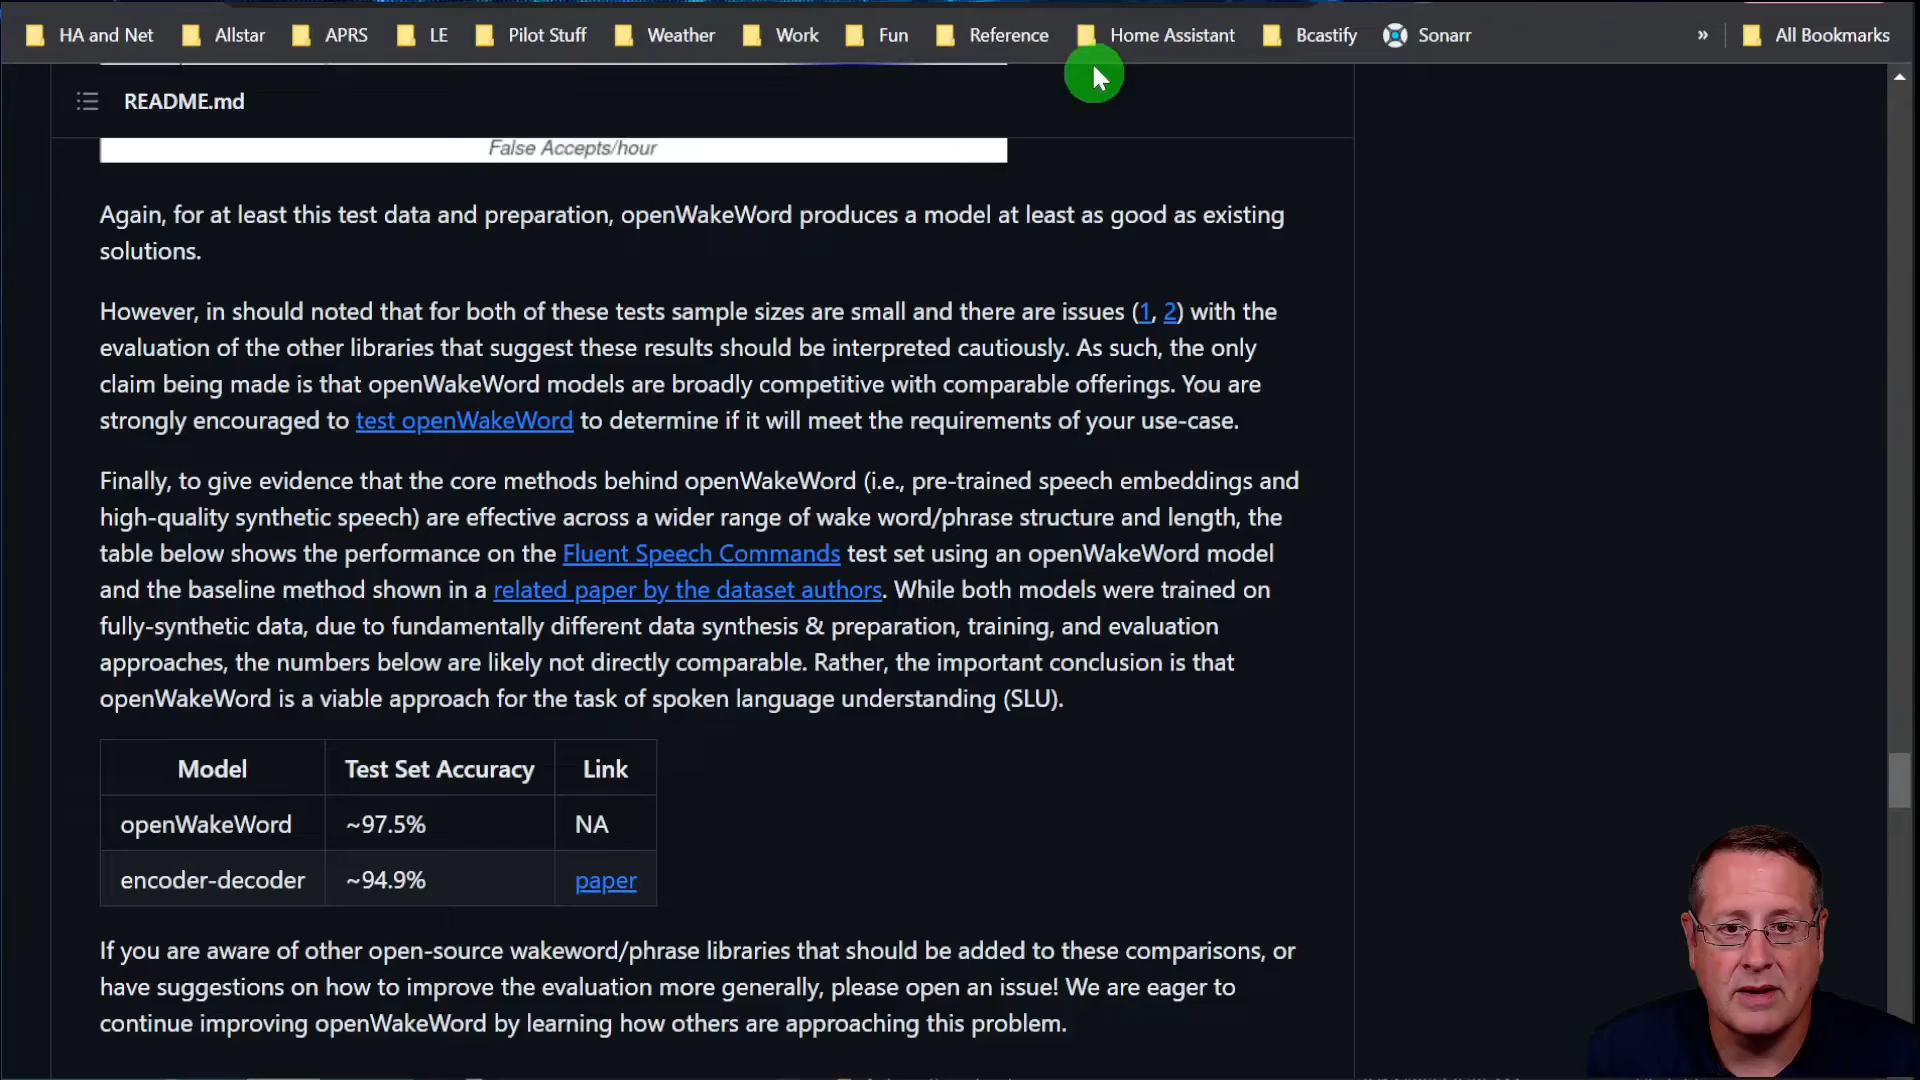 HA and Net Allstar APRS LE Pilot Stuff Weather Work Fun Reference Home Assistant Bcastify Sonarr » All Bookmarks
README.md
False Accepts/hour
Again, for at least this test data and preparation, openWakeWord produces a model at least as good as existing
solutions.
However, in should noted that for both of these tests sample sizes are small and there are issues (1, 2) with the
evaluation of the other libraries that suggest these results should be interpreted cautiously. As such, the only
claim being made is that openWakeWord models are broadly competitive with comparable offerings. You are
strongly encouraged to test openWakeWord to determine if it will meet the requirements of your use-case.
Finally, to give evidence that the core methods behind openWakeWord (i.e., pre-trained speech embeddings and
high-quality synthetic speech) are effective across a wider range of wake word/phrase structure and length, the
table below shows the performance on the Fluent Speech Commands test set using an openWakeWord model
and the baseline method shown in a related paper by the dataset authors. While both models were trained on
fully-synthetic data, due to fundamentally different data synthesis & preparation, training, and evaluation
approaches, the numbers below are likely not directly comparable. Rather, the important conclusion is that
openWakeWord is a viable approach for the task of spoken language understanding (SLU).
Model Test Set Accuracy Link
openWakeWord ~97.5% NA
encoder-decoder ~94.9% paper
If you are aware of other open-source wakeword/phrase libraries that should be added to these comparisons, or
have suggestions on how to improve the evaluation more generally, please open an issue! We are eager to
continue improving openWakeWord by learning how others are approaching this problem.